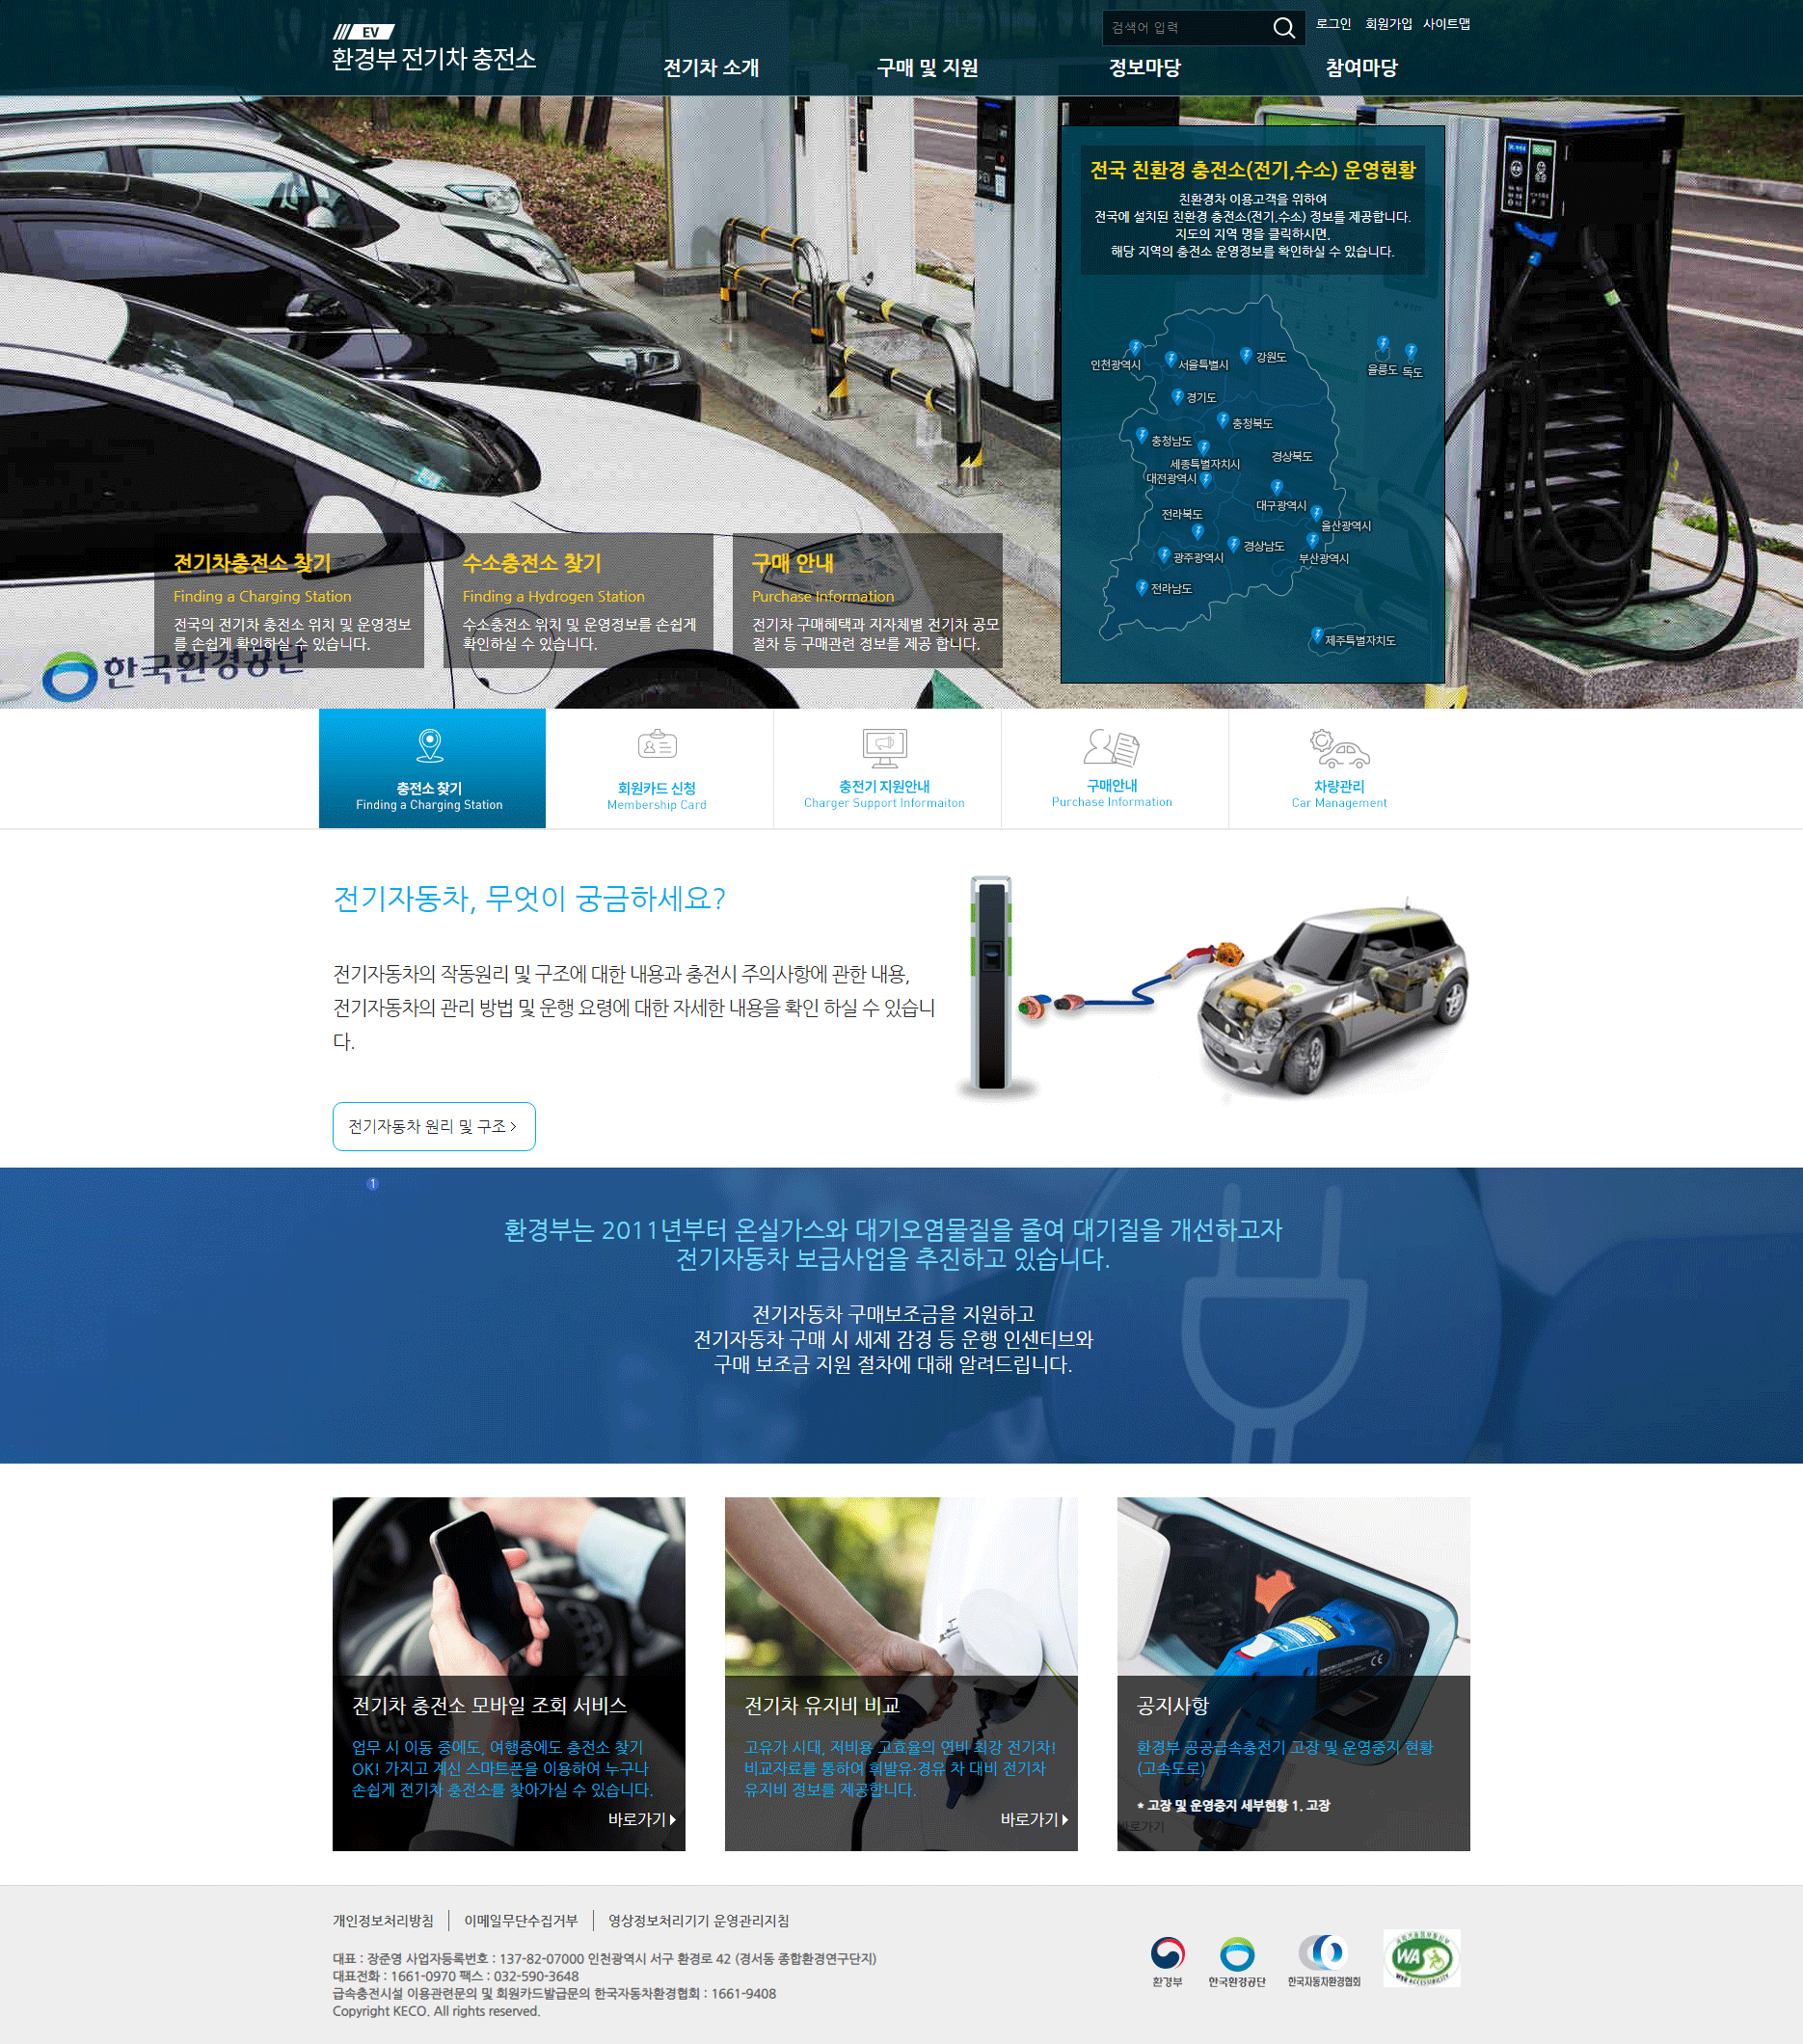 EV
환경부 전기차 충전소
검색어 입력
로그인 회원가입 사이트맵
전기차 소개 구매 및 지원 정보마당 참여마당
전국 친환경 충전소(전기,수소) 운영현황
친환경차 이용고객을 위하여
전국에 설치된 친환경 충전소(전기,수소) 정보를 제공합니다.
지도의 지역 명을 클릭하시면,
해당 지역의 충전소 운영정보를 확인하실 수 있습니다.
인천광역시
서울특별시
강원도
울릉도
독도
경기도
충청북도
충청남도
경상북도
세종특별자치시
대전광역시
대구광역시
전라북도
울산광역시
경상남도
광주광역시
부산광역시
전라남도
제주특별자치도
전기차충전소 찾기
Finding a Charging Station
전국의 전기차 충전소 위치 및 운영정보
를 손쉽게 확인하실 수 있습니다.
수소충전소 찾기
Finding a Hydrogen Station
수소충전소 위치 및 운영정보를 손쉽게
확인하실 수 있습니다.
구매 안내
Purchase Information
전기차 구매혜택과 지자체별 전기차 공모
절차 등 구매관련 정보를 제공 합니다.
한국환경공단
충전소 찾기
Finding a Charging Station
회원카드 신청
Membership Card
충전기 지원안내
Charger Support Informaiton
구매안내
Purchase Information
차량관리
Car Management
전기자동차, 무엇이 궁금하세요?
전기자동차의 작동원리 및 구조에 대한 내용과 충전시 주의사항에 관한 내용,
전기자동차의 관리 방법 및 운행 요령에 대한 자세한 내용을 확인 하실 수 있습니
다.
전기자동차 원리 및 구조 >
1
환경부는 2011년부터 온실가스와 대기오염물질을 줄여 대기질을 개선하고자
전기자동차 보급사업을 추진하고 있습니다.
전기자동차 구매보조금을 지원하고
전기자동차 구매 시 세제 감경 등 운행 인센티브와
구매 보조금 지원 절차에 대해 알려드립니다.
전기차 충전소 모바일 조회 서비스
업무 시 이동 중에도, 여행중에도 충전소 찾기
OK! 가지고 계신 스마트폰을 이용하여 누구나
손쉽게 전기차 충전소를 찾아가실 수 있습니다.
바로가기
전기차 유지비 비교
고유가 시대, 저비용 고효율의 연비 최강 전기차!
비교자료를 통하여 휘발유·경유 차 대비 전기차
유지비 정보를 제공합니다.
바로가기
공지사항
환경부 공공급속충전기 고장 및 운영중지 현황
(고속도로)
* 고장 및 운영중지 세부현황 1. 고장
바로가기
개인정보처리방침 이메일무단수집거부 영상정보처리기기 운영관리지침
대표 : 장준영 사업자등록번호 : 137-82-07000 인천광역시 서구 환경로 42 (경서동 종합환경연구단지)
대표전화 : 1661-0970 팩스 : 032-590-3648
급속충전시설 이용관련문의 및 회원카드발급문의 한국자동차환경협회 : 1661-9408
Copyright KECO. All rights reserved.
환경부
한국환경공단
한국자동차환경협회
WA
WEB ACCESSIBILITY